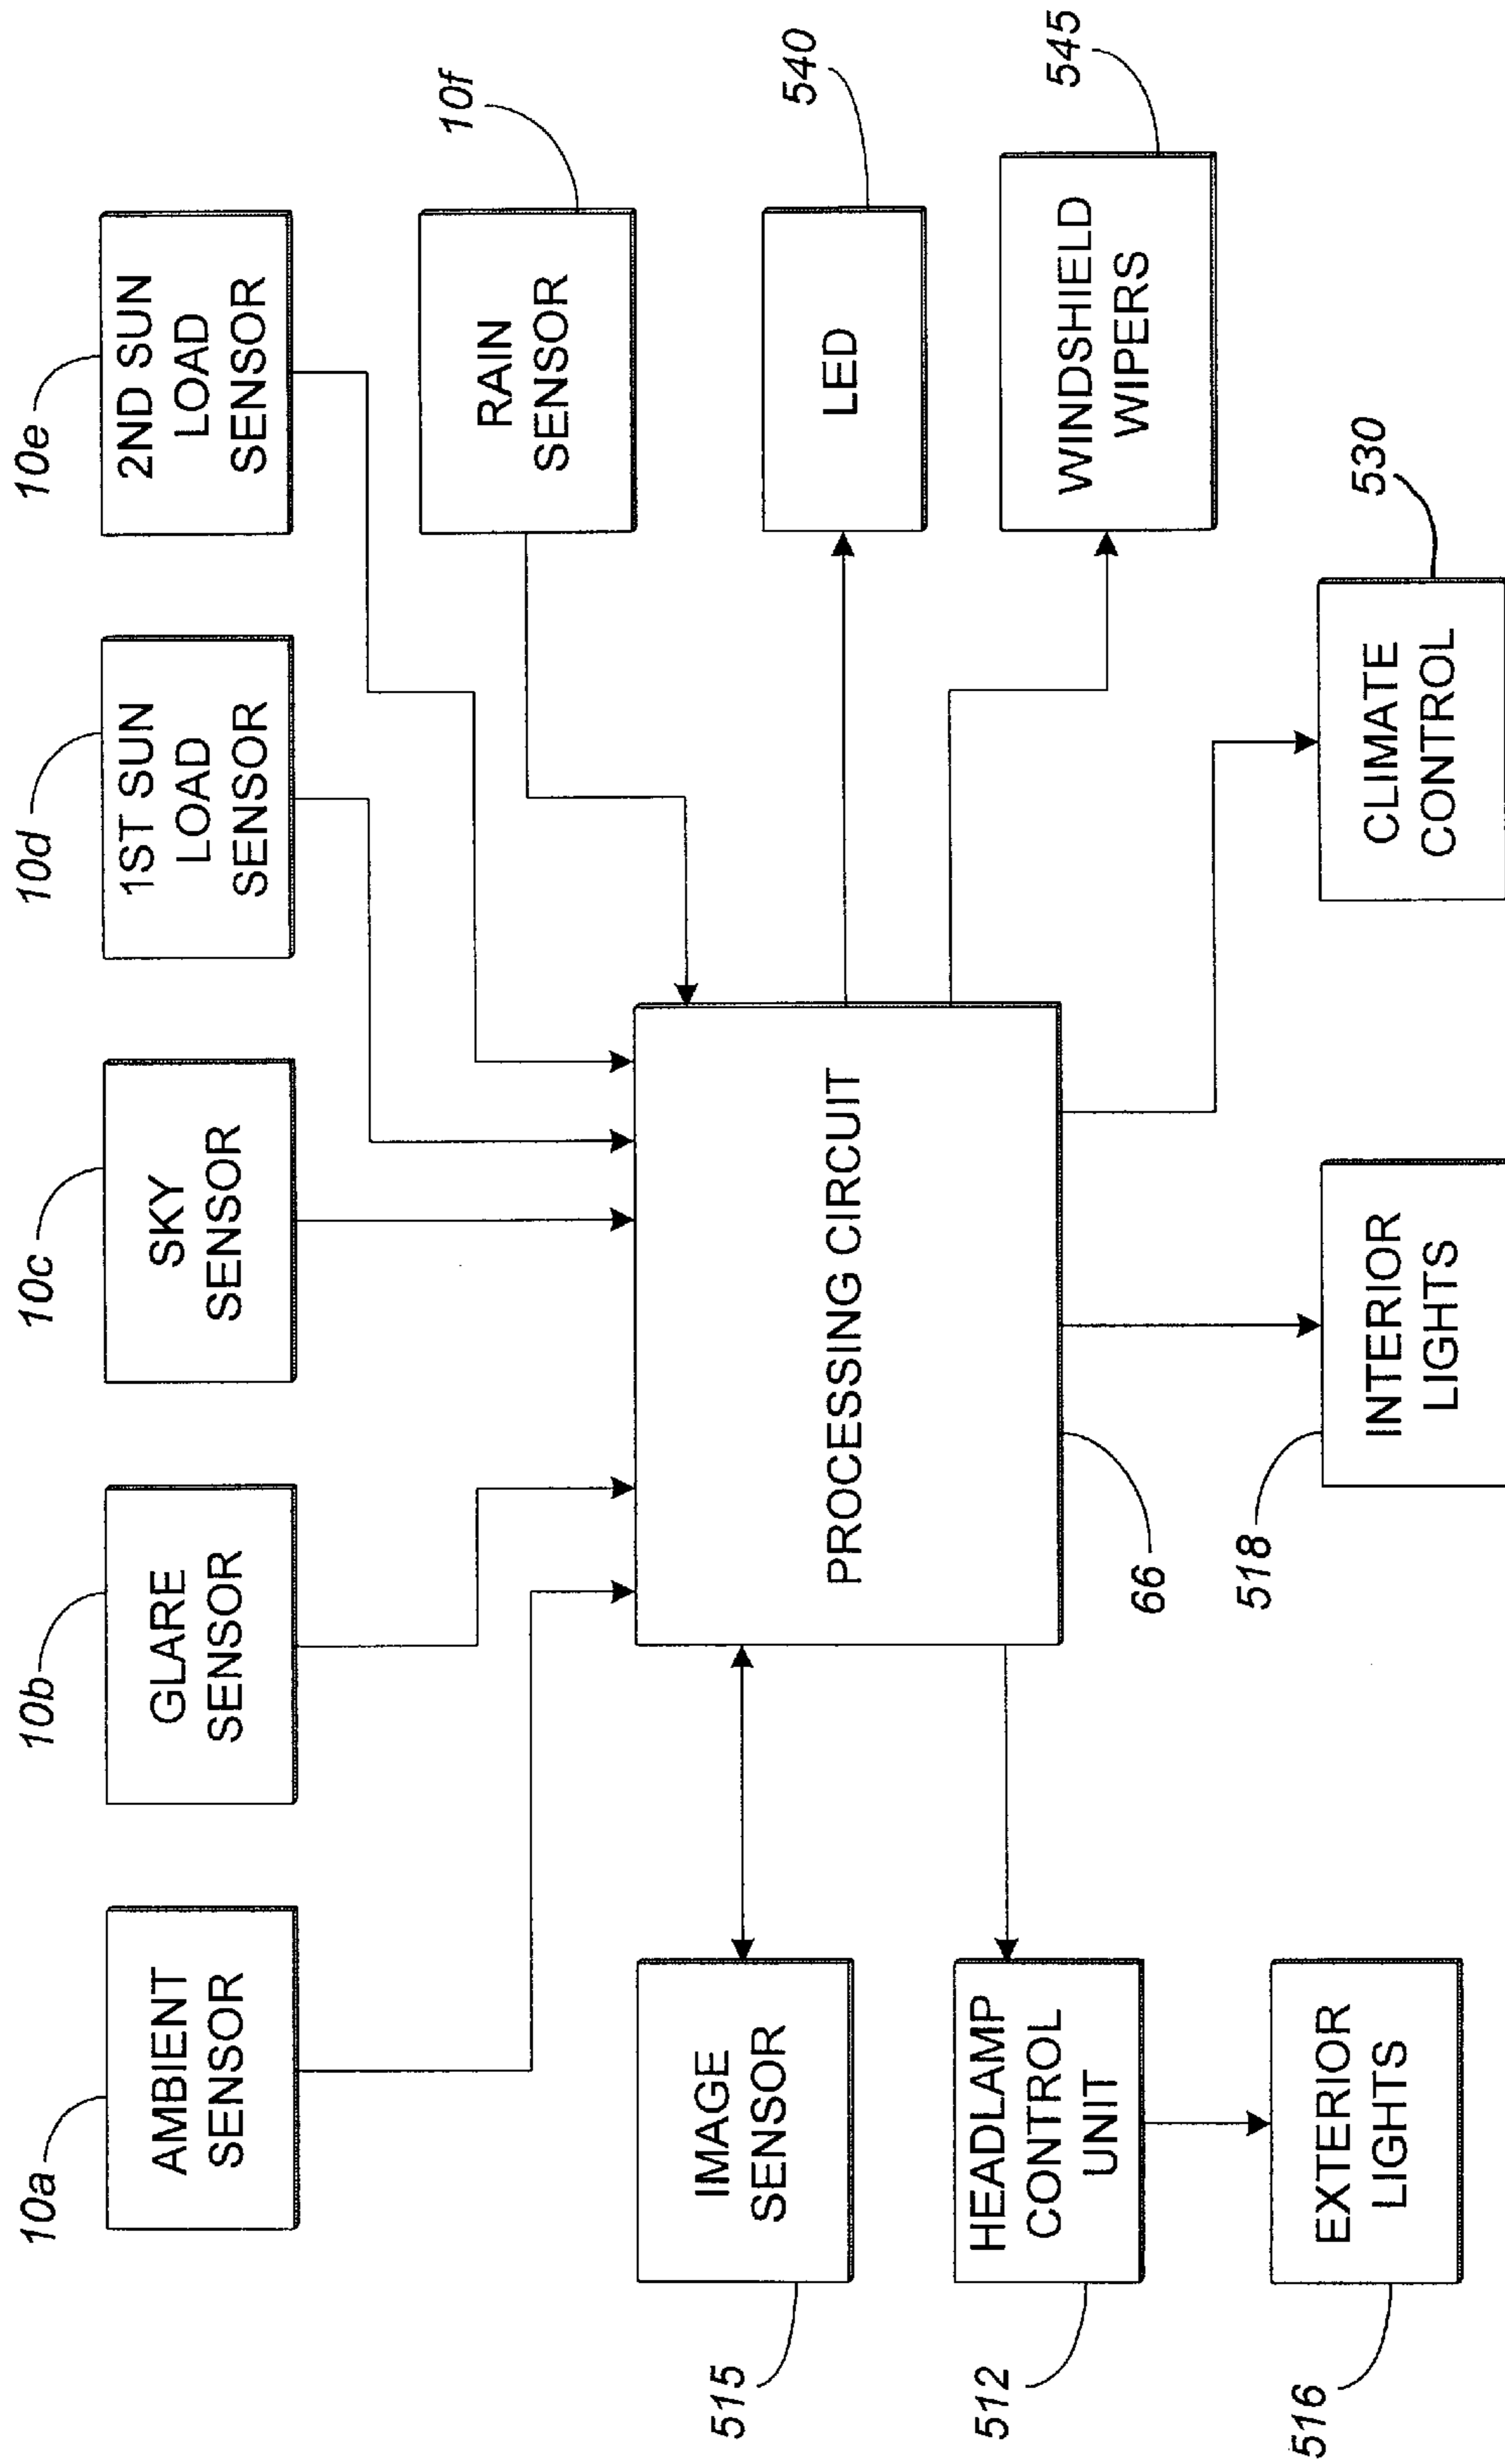 10a
AMBIENT
SENSOR
10b
GLARE
SENSOR
10c
SKY
SENSOR
10d
1ST SUN
LOAD
SENSOR
10e
2ND SUN
LOAD
SENSOR
10f
RAIN
SENSOR
515
IMAGE
SENSOR
PROCESSING CIRCUIT
66
540
LED
512
HEADLAMP
CONTROL
UNIT
545
WINDSHIELD
WIPERS
516
EXTERIOR
LIGHTS
518
INTERIOR
LIGHTS
530
CLIMATE
CONTROL